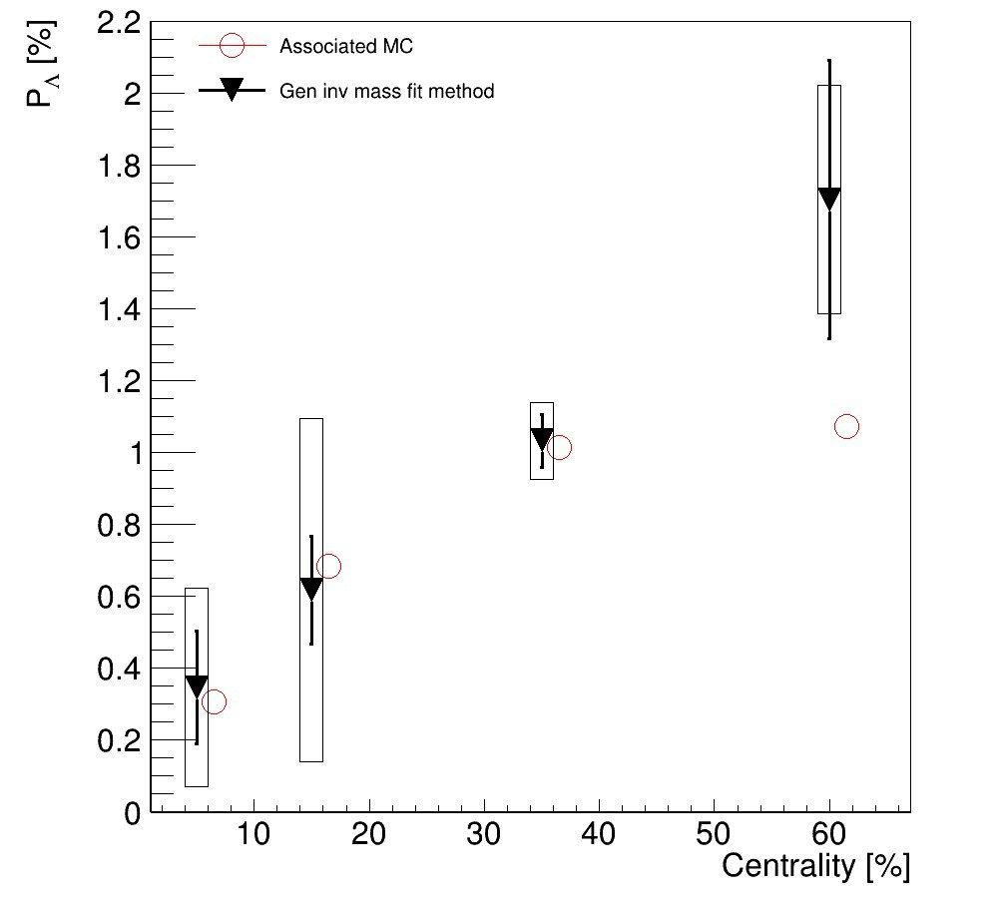 P_Λ [%]
2.2
2
1.8
1.6
1.4
1.2
1
0.8
0.6
0.4
0.2
0
Associated MC
Gen inv mass fit method
10 20 30 40 50 60
Centrality [%]